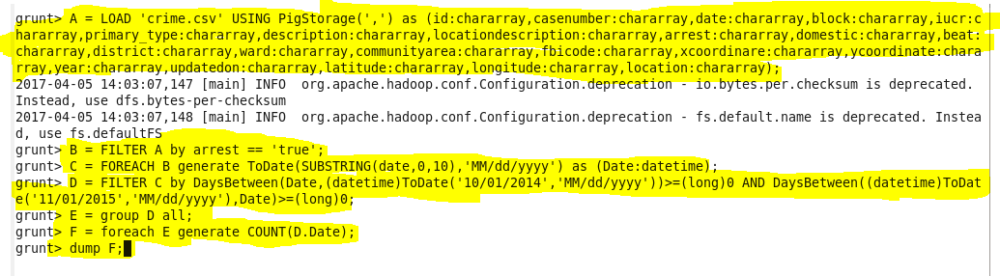 grunt> A = LOAD 'crime.csv' USING PigStorage(',') as (id:chararray,casenumber:chararray,date:chararray,block:chararray,iucr:c
hararray,primary_type:chararray,description:chararray,locationdescription:chararray,arrest:chararray,domestic:chararray,beat:
chararray,district:chararray,ward:chararray,communityarea:chararray,fbicode:chararray,xcoordinare:chararray,ycoordinate:chara
rray,year:chararray,updatedon:chararray,latitude:chararray,longitude:chararray,location:chararray);
2017-04-05 14:03:07,147 [main] INFO  org.apache.hadoop.conf.Configuration.deprecation - io.bytes.per.checksum is deprecated.
Instead, use dfs.bytes-per-checksum
2017-04-05 14:03:07,148 [main] INFO  org.apache.hadoop.conf.Configuration.deprecation - fs.default.name is deprecated. Instea
d, use fs.defaultFS
grunt> B = FILTER A by arrest == 'true';
grunt> C = FOREACH B generate ToDate(SUBSTRING(date,0,10),'MM/dd/yyyy') as (Date:datetime);
grunt> D = FILTER C by DaysBetween(Date,(datetime)ToDate('10/01/2014','MM/dd/yyyy'))>=(long)0 AND DaysBetween((datetime)ToDat
e('11/01/2015','MM/dd/yyyy'),Date)>=(long)0;
grunt> E = group D all;
grunt> F = foreach E generate COUNT(D.Date);
grunt> dump F;